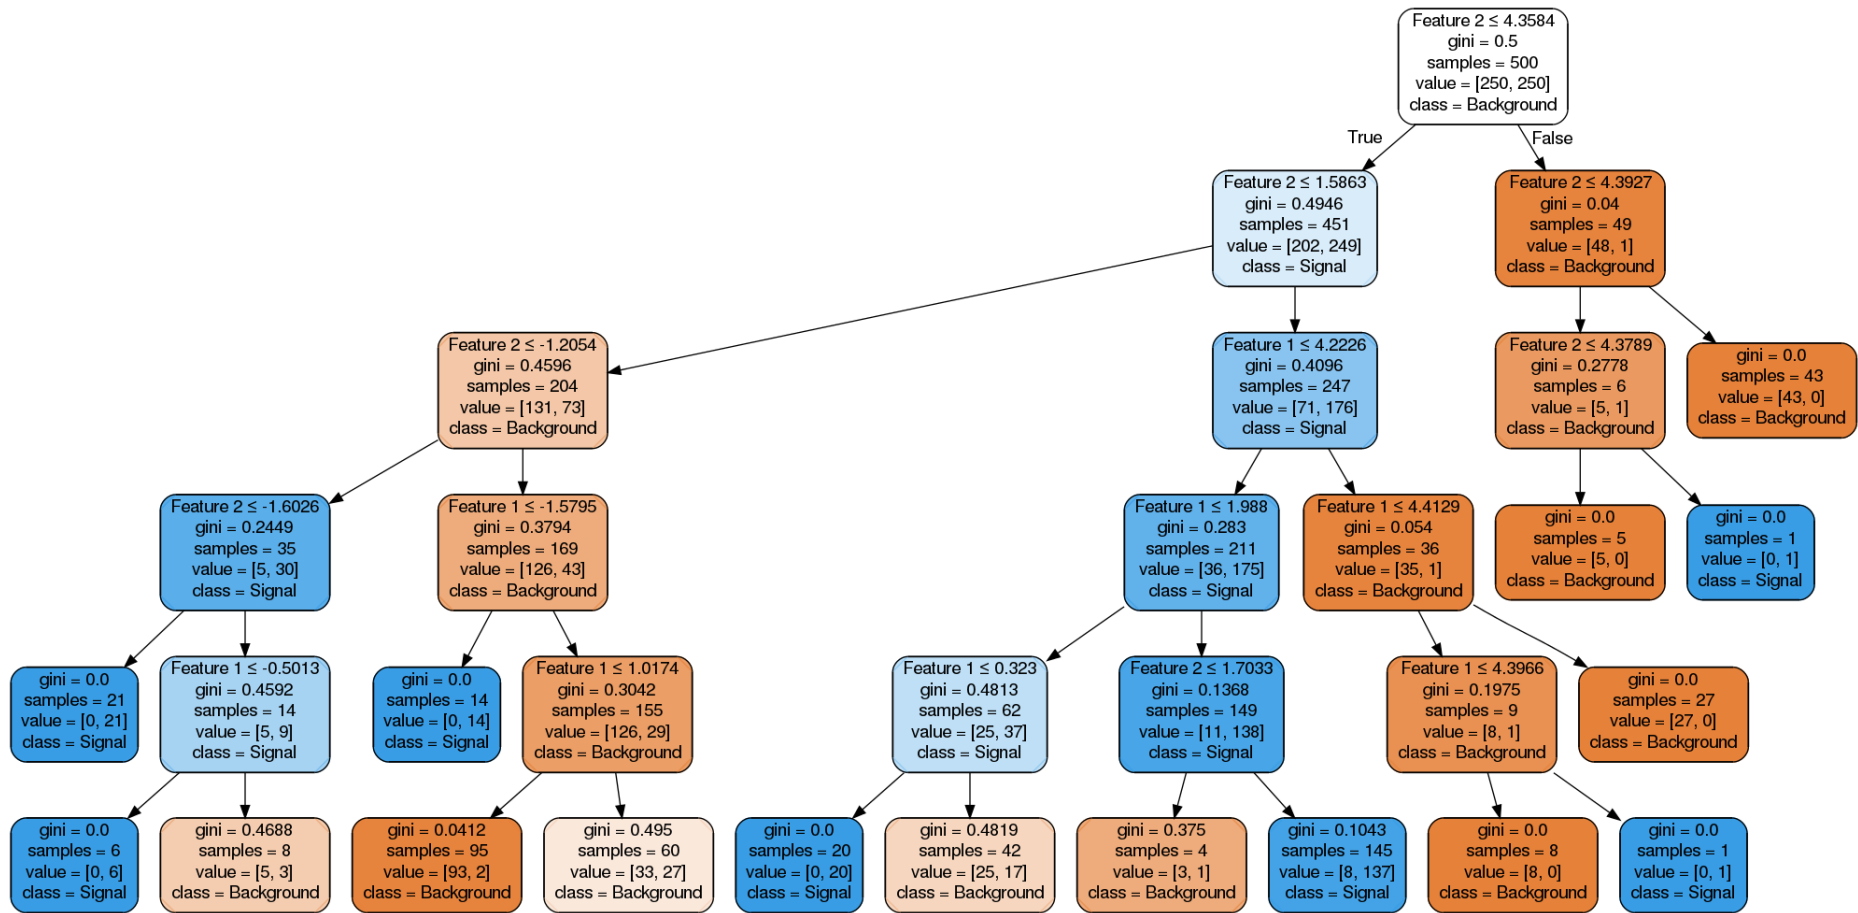 Feature 2 ≤ 4.3584
gini = 0.5
samples = 500
value = [250, 250]
class = Background
True
False
Feature 2 ≤ 1.5863
gini = 0.4946
samples = 451
value = [202, 249]
class = Signal
Feature 2 ≤ 4.3927
gini = 0.04
samples = 49
value = [48, 1]
class = Background
Feature 2 ≤ -1.2054
gini = 0.4596
samples = 204
value = [131, 73]
class = Background
Feature 1 ≤ 4.2226
gini = 0.4096
samples = 247
value = [71, 176]
class = Signal
Feature 2 ≤ 4.3789
gini = 0.2778
samples = 6
value = [5, 1]
class = Background
gini = 0.0
samples = 43
value = [43, 0]
class = Background
Feature 2 ≤ -1.6026
gini = 0.2449
samples = 35
value = [5, 30]
class = Signal
Feature 1 ≤ -1.5795
gini = 0.3794
samples = 169
value = [126, 43]
class = Background
Feature 1 ≤ 1.988
gini = 0.283
samples = 211
value = [36, 175]
class = Signal
Feature 1 ≤ 4.4129
gini = 0.054
samples = 36
value = [35, 1]
class = Background
gini = 0.0
samples = 5
value = [5, 0]
class = Background
gini = 0.0
samples = 1
value = [0, 1]
class = Signal
gini = 0.0
samples = 21
value = [0, 21]
class = Signal
Feature 1 ≤ -0.5013
gini = 0.4592
samples = 14
value = [5, 9]
class = Signal
gini = 0.0
samples = 14
value = [0, 14]
class = Signal
Feature 1 ≤ 1.0174
gini = 0.3042
samples = 155
value = [126, 29]
class = Background
Feature 1 ≤ 0.323
gini = 0.4813
samples = 62
value = [25, 37]
class = Signal
Feature 2 ≤ 1.7033
gini = 0.1368
samples = 149
value = [11, 138]
class = Signal
Feature 1 ≤ 4.3966
gini = 0.1975
samples = 9
value = [8, 1]
class = Background
gini = 0.0
samples = 27
value = [27, 0]
class = Background
gini = 0.0
samples = 6
value = [0, 6]
class = Signal
gini = 0.4688
samples = 8
value = [5, 3]
class = Background
gini = 0.0412
samples = 95
value = [93, 2]
class = Background
gini = 0.495
samples = 60
value = [33, 27]
class = Background
gini = 0.0
samples = 20
value = [0, 20]
class = Signal
gini = 0.4819
samples = 42
value = [25, 17]
class = Background
gini = 0.375
samples = 4
value = [3, 1]
class = Background
gini = 0.1043
samples = 145
value = [8, 137]
class = Signal
gini = 0.0
samples = 8
value = [8, 0]
class = Background
gini = 0.0
samples = 1
value = [0, 1]
class = Signal